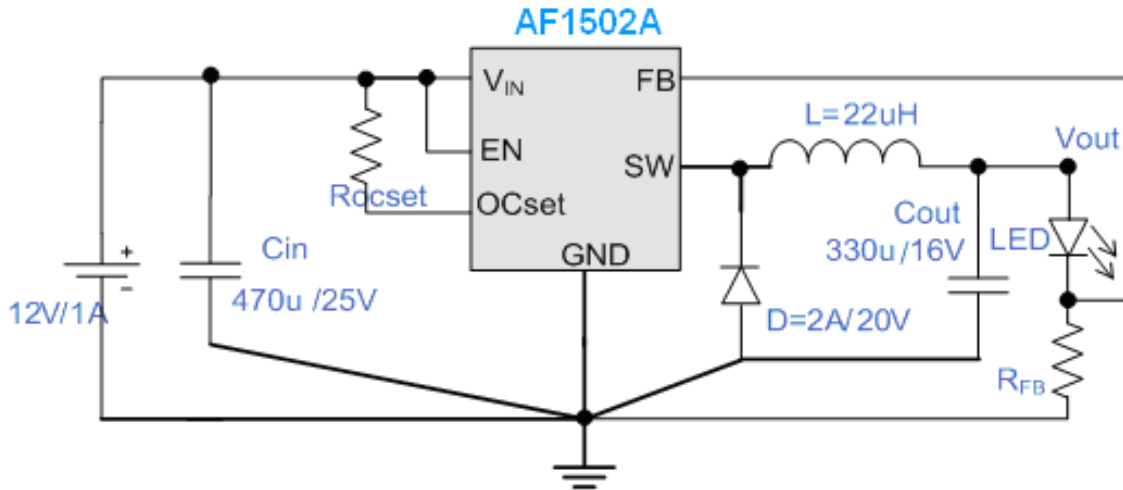 AF1502A
VIN
FB
EN
SW
OCset
GND
Rocset
L=22uH
Vout
Cin
470u /25V
+
-
12V/1A
Cout
330u/16V
LED
D=2A/20V
RFB